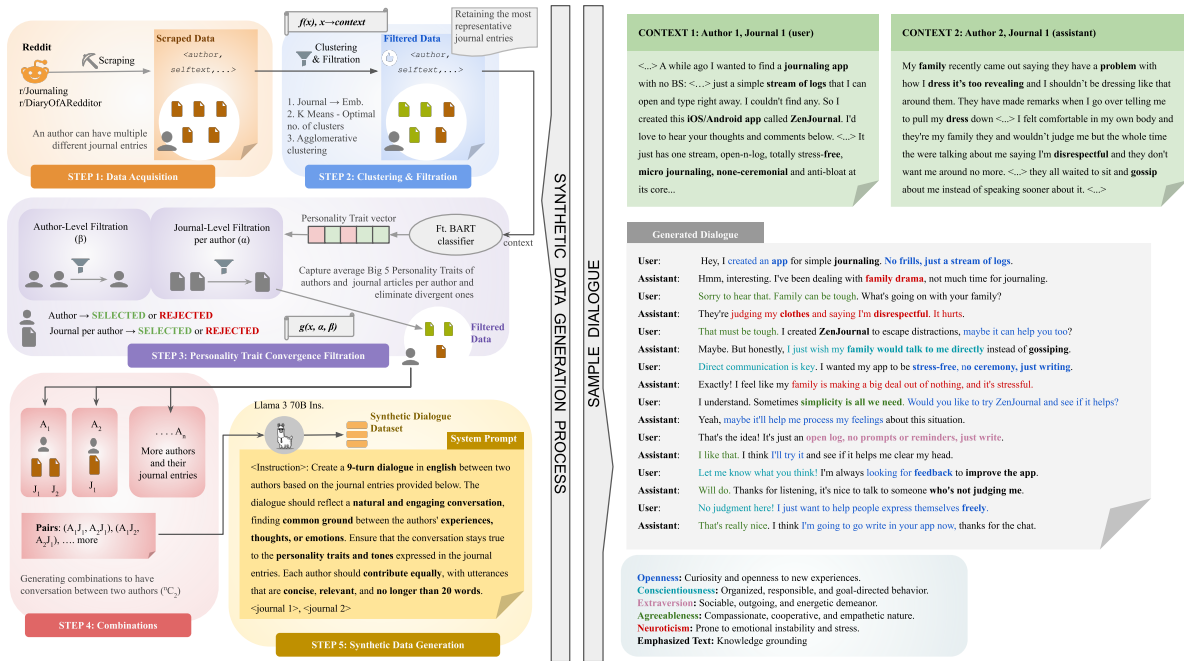 Reddit
Scraping
r/Journaling
r/DiaryOfARedditor
An author can have multiple
different journal entries
Scraped Data
<author,
selftext,...>
STEP 1: Data Acquisition
f(x), x→context
Clustering
& Filtration
1. Journal → Emb.
2. K Means - Optimal
no. of clusters
3. Agglomerative
clustering
Filtered Data
<author,
selftext,...>
Retaining the most
representative
journal entries
STEP 2: Clustering & Filtration
Author-Level Filtration
(β)
Journal-Level Filtration
per author (α)
Personality Trait vector
Ft. BART
classifier
context
Capture average Big 5 Personality Traits of
authors and journal articles per author and
eliminate divergent ones
Author → SELECTED or REJECTED
Journal per author → SELECTED or REJECTED
g(x, α, β)
Filtered
Data
STEP 3: Personality Trait Convergence Filtration
A1
J1 J2
A2
J1
. . . . An
More authors
and their
journal entries
Pairs: (A1J1, A2J1), (A1J2,
A2J1), …. more
Generating combinations to have
conversation between two authors (ⁿC₂)
STEP 4: Combinations
Llama 3 70B Ins.
Synthetic Dialogue
Dataset
System Prompt
<Instruction>: Create a 9-turn dialogue in english between two
authors based on the journal entries provided below. The
dialogue should reflect a natural and engaging conversation,
finding common ground between the authors' experiences,
thoughts, or emotions. Ensure that the conversation stays true
to the personality traits and tones expressed in the journal
entries. Each author should contribute equally, with utterances
that are concise, relevant, and no longer than 20 words.
<journal 1>, <journal 2>
STEP 5: Synthetic Data Generation
SYNTHETIC DATA GENERATION PROCESS
SAMPLE DIALOGUE
CONTEXT 1: Author 1, Journal 1 (user)
<...> A while ago I wanted to find a journaling app
with no BS: <…> just a simple stream of logs that I can
open and type right away. I couldn't find any. So I
created this iOS/Android app called ZenJournal. I'd
love to hear your thoughts and comments below. <...> It
just has one stream, open-n-log, totally stress-free,
micro journaling, none-ceremonial and anti-bloat at
its core...
CONTEXT 2: Author 2, Journal 1 (assistant)
My family recently came out saying they have a problem with
how I dress it's too revealing and I shouldn't be dressing like that
around them. They have made remarks when I go over telling me
to pull my dress down <...> I felt comfortable in my own body and
they're my family they and wouldn't judge me but the whole time
the were talking about me saying I'm disrespectful and they don't
want me around no more. <...> they all waited to sit and gossip
about me instead of speaking sooner about it. <...>
Generated Dialogue
User: Hey, I created an app for simple journaling. No frills, just a stream of logs.
Assistant: Hmm, interesting. I've been dealing with family drama, not much time for journaling.
User: Sorry to hear that. Family can be tough. What's going on with your family?
Assistant: They're judging my clothes and saying I'm disrespectful. It hurts.
User: That must be tough. I created ZenJournal to escape distractions, maybe it can help you too?
Assistant: Maybe. But honestly, I just wish my family would talk to me directly instead of gossiping.
User: Direct communication is key. I wanted my app to be stress-free, no ceremony, just writing.
Assistant: Exactly! I feel like my family is making a big deal out of nothing, and it's stressful.
User: I understand. Sometimes simplicity is all we need. Would you like to try ZenJournal and see if it helps?
Assistant: Yeah, maybe it'll help me process my feelings about this situation.
User: That's the idea! It's just an open log, no prompts or reminders, just write.
Assistant: I like that. I think I'll try it and see if it helps me clear my head.
User: Let me know what you think! I'm always looking for feedback to improve the app.
Assistant: Will do. Thanks for listening, it's nice to talk to someone who's not judging me.
User: No judgment here! I just want to help people express themselves freely.
Assistant: That's really nice. I think I'm going to go write in your app now, thanks for the chat.
Openness: Curiosity and openness to new experiences.
Conscientiousness: Organized, responsible, and goal-directed behavior.
Extraversion: Sociable, outgoing, and energetic demeanor.
Agreeableness: Compassionate, cooperative, and empathetic nature.
Neuroticism: Prone to emotional instability and stress.
Emphasized Text: Knowledge grounding